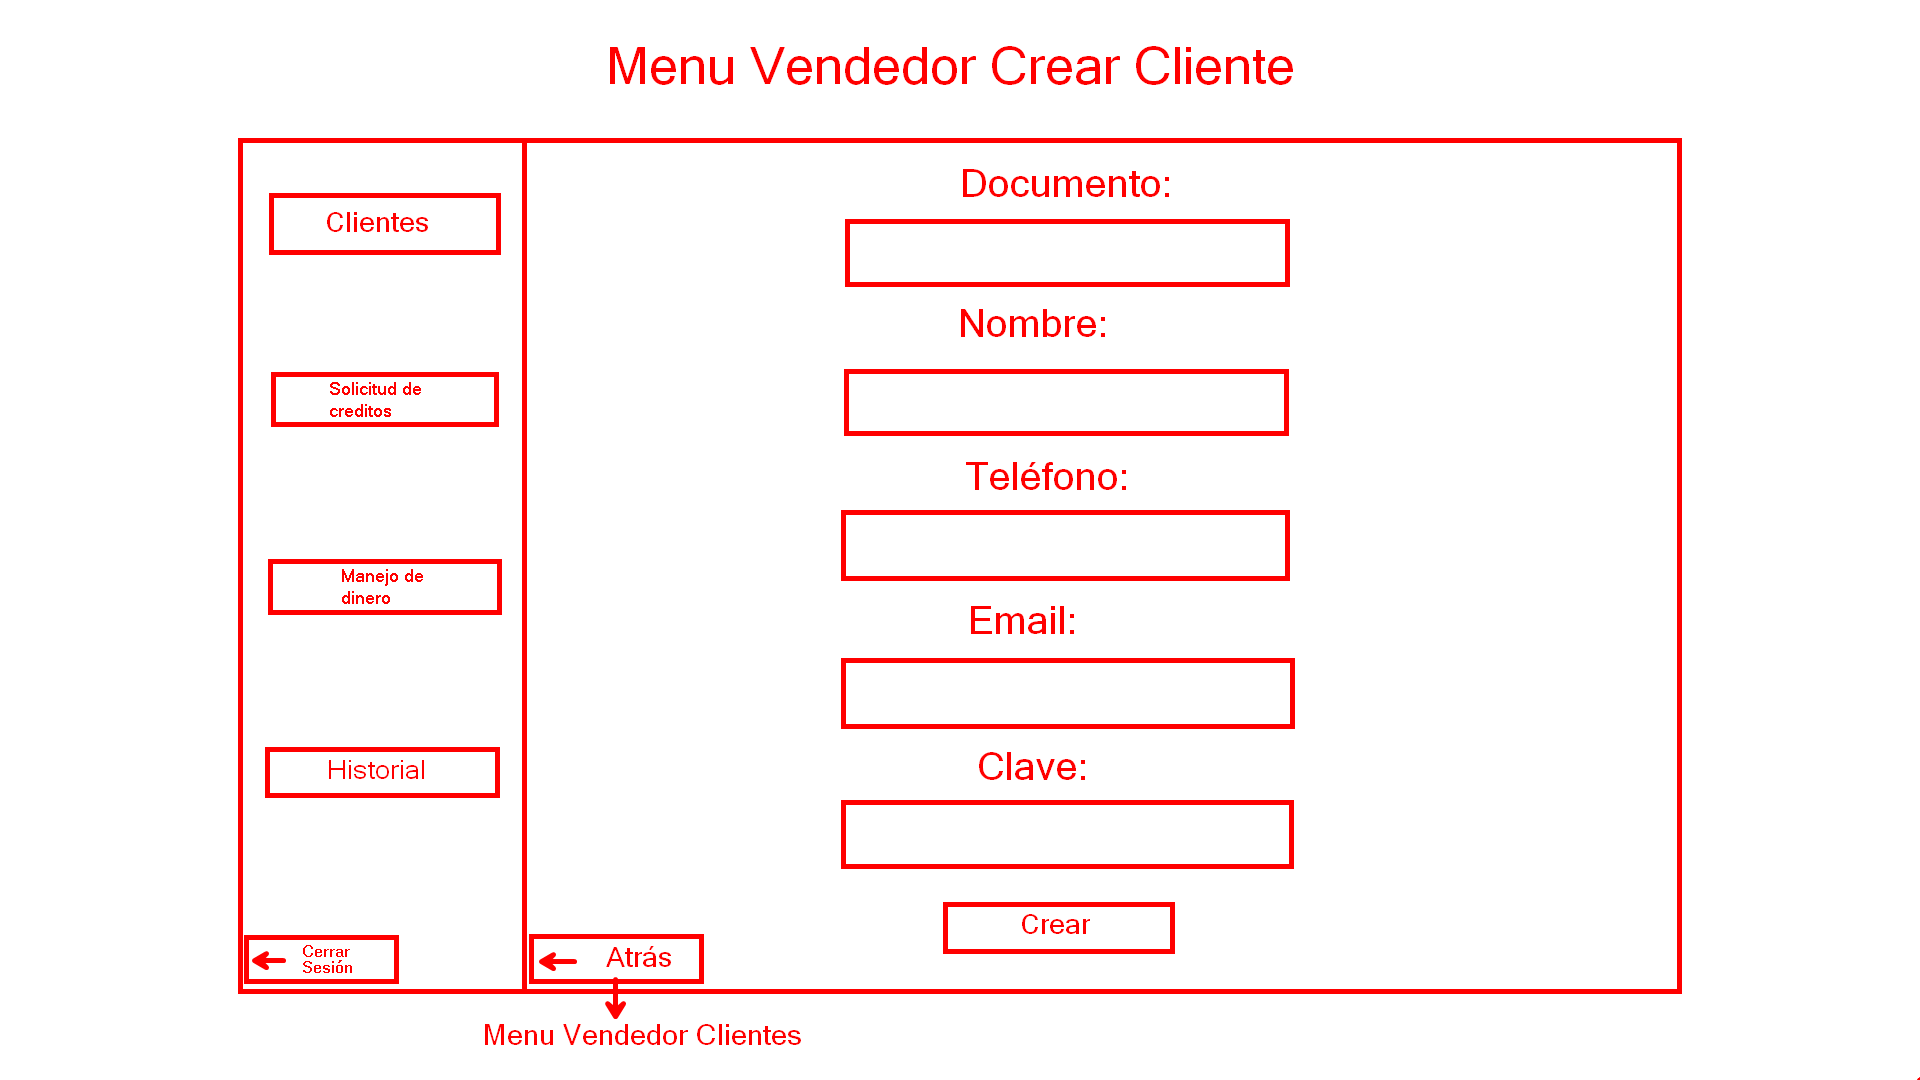 Menu Vendedor Crear Cliente
Clientes
Solicitud de
creditos
Manejo de
dinero
Historial
Cerrar
Sesión
Documento:
Nombre:
Teléfono:
Email:
Clave:
Crear
Atrás
Menu Vendedor Clientes